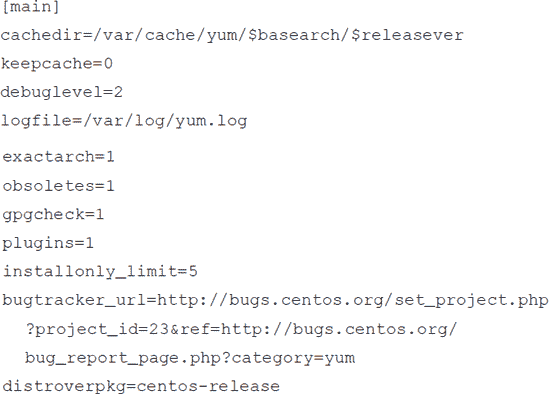 [main]
cachedir=/var/cache/yum/$basearch/$releasever
keepcache=0
debuglevel=2
logfile=/var/log/yum.log
exactarch=1
obsoletes=1
gpgcheck=1
plugins=1
installonly_limit=5
bugtracker_url=http://bugs.centos.org/set_project.php
?project_id=23&ref=http://bugs.centos.org/
bug_report_page.php?category=yum
distroverpkg=centos-release